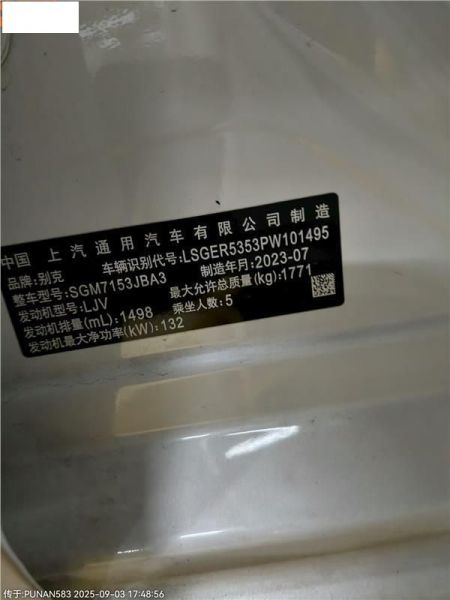 中国 上汽通用汽车有限公司制造
品牌:别克 车辆识别代号:LSGER5353PW101495
整车型号:SGM7153JBA3 制造年月:2023-07
发动机型号:LJV 最大允许总质量(kg):1771
发动机排量(mL):1498 乘坐人数:5
发动机最大净功率(kW):132
传于:PUNAN583 2025-09-03 17:48:56